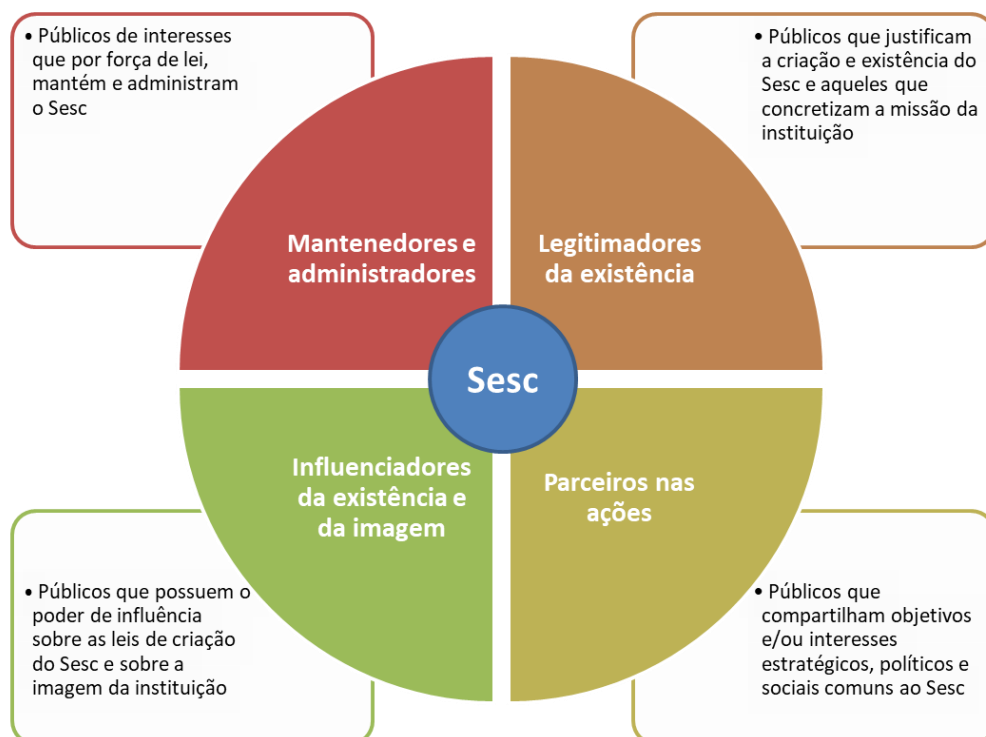 • Públicos de interesses
que por força de lei,
mantém e administram
o Sesc
• Públicos que justificam
a criação e existência do
Sesc e aqueles que
concretizam a missão da
instituição
Mantenedores e
administradores
Legitimadores
da existência
Sesc
Influenciadores
da existência e
da imagem
Parceiros nas
ações
• Públicos que possuem o
poder de influência
sobre as leis de criação
do Sesc e sobre a
imagem da instituição
• Públicos que
compartilham objetivos
e/ou interesses
estratégicos, políticos e
sociais comuns ao Sesc